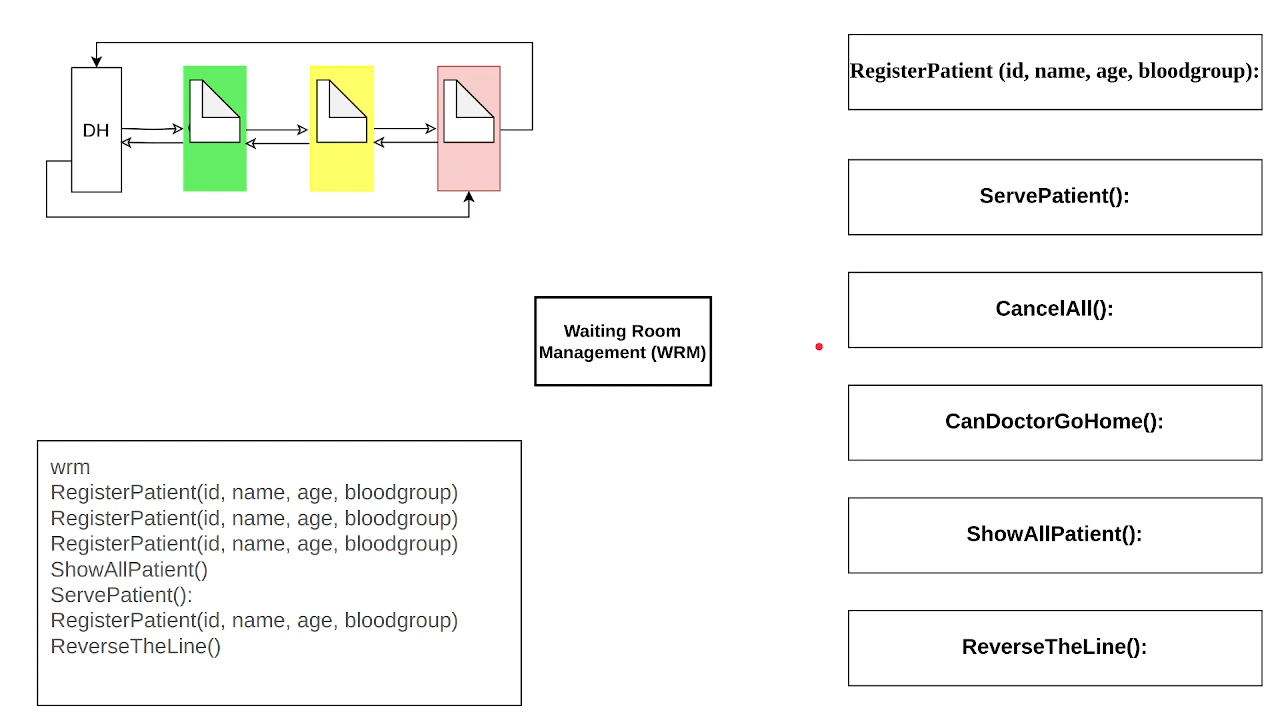 DH
Waiting Room
Management (WRM)
wrm
RegisterPatient(id, name, age, bloodgroup)
RegisterPatient(id, name, age, bloodgroup)
RegisterPatient(id, name, age, bloodgroup)
ShowAllPatient()
ServePatient():
RegisterPatient(id, name, age, bloodgroup)
ReverseTheLine()
RegisterPatient (id, name, age, bloodgroup):
ServePatient():
CancelAll():
CanDoctorGoHome():
ShowAllPatient():
ReverseTheLine():